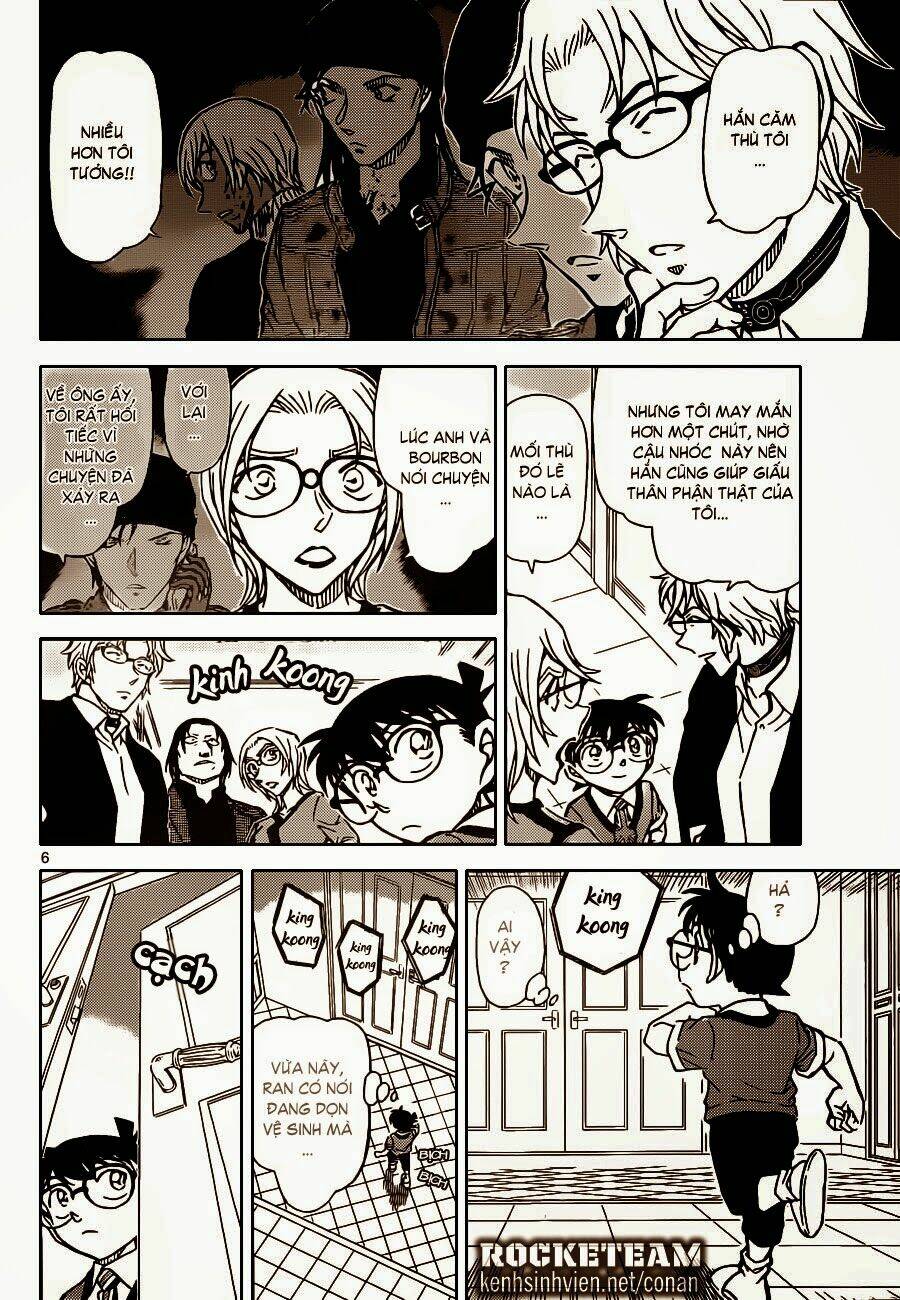 HẮN CĂM
THÙ TÔI
...
NHIỀU
HƠN TÔI
TƯỞNG!!
NHƯNG TÔI MAY MẮN
HƠN MỘT CHÚT, NHỜ
CẬU NHÓC NÀY NÊN
HẮN CŨNG GIÚP GIẤU
THÂN PHẬN THẬT CỦA
TÔI...
MỐI THÙ
ĐÓ LẼ
NÀO LÀ
...
LÚC ANH VÀ
BOURBON
NÓI CHUYỆN
...
VỚI
LẠI
...
VỀ ÔNG ẤY,
TÔI RẤT HỐI
TIẾC VÌ
NHỮNG
CHUYỆN ĐÃ
XẢY RA
...
kinh koong
6
HẢ
?
king
koong
AI
VẬY
?
king
koong
king
koong
king
koong
VỪA NÃY,
RAN CÓ NÓI
ĐANG DỌN
VỆ SINH MÀ
...
BỊCH
BỊCH
cạch
ROCKETEAM
kenhsinhvien.net/conan